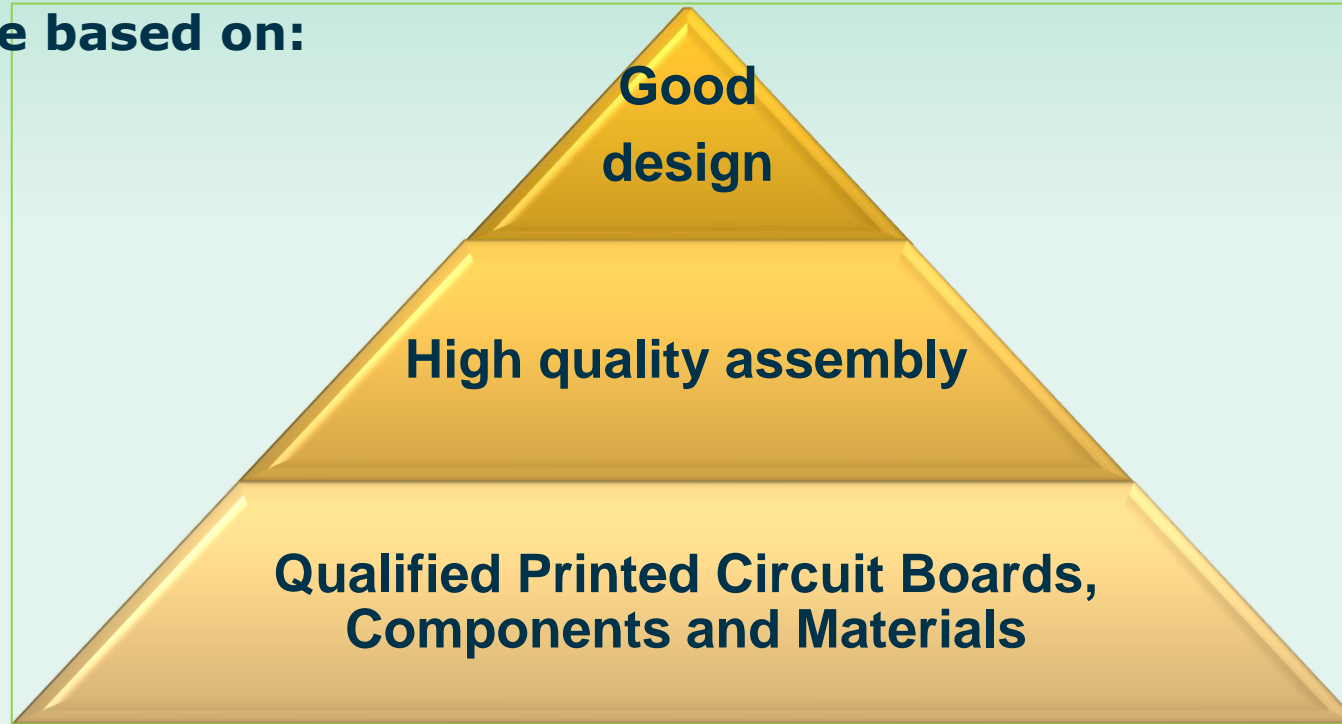 e based on:
Good
design
High quality assembly
Qualified Printed Circuit Boards,
Components and Materials